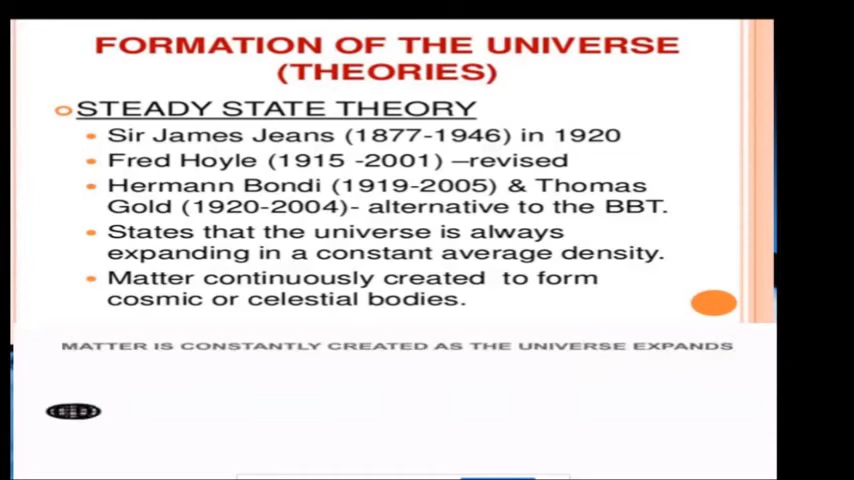 FORMATION OF THE UNIVERSE
(THEORIES)
STEADY STATE THEORY
Sir James Jeans (1877-1946) in 1920
Fred Hoyle (1915 -2001) –revised
Hermann Bondi (1919-2005) & Thomas
Gold (1920-2004)- alternative to the BBT.
States that the universe is always
expanding in a constant average density.
Matter continuously created to form
cosmic or celestial bodies.
MATTER IS CONSTANTLY CREATED AS THE UNIVERSE EXPANDS